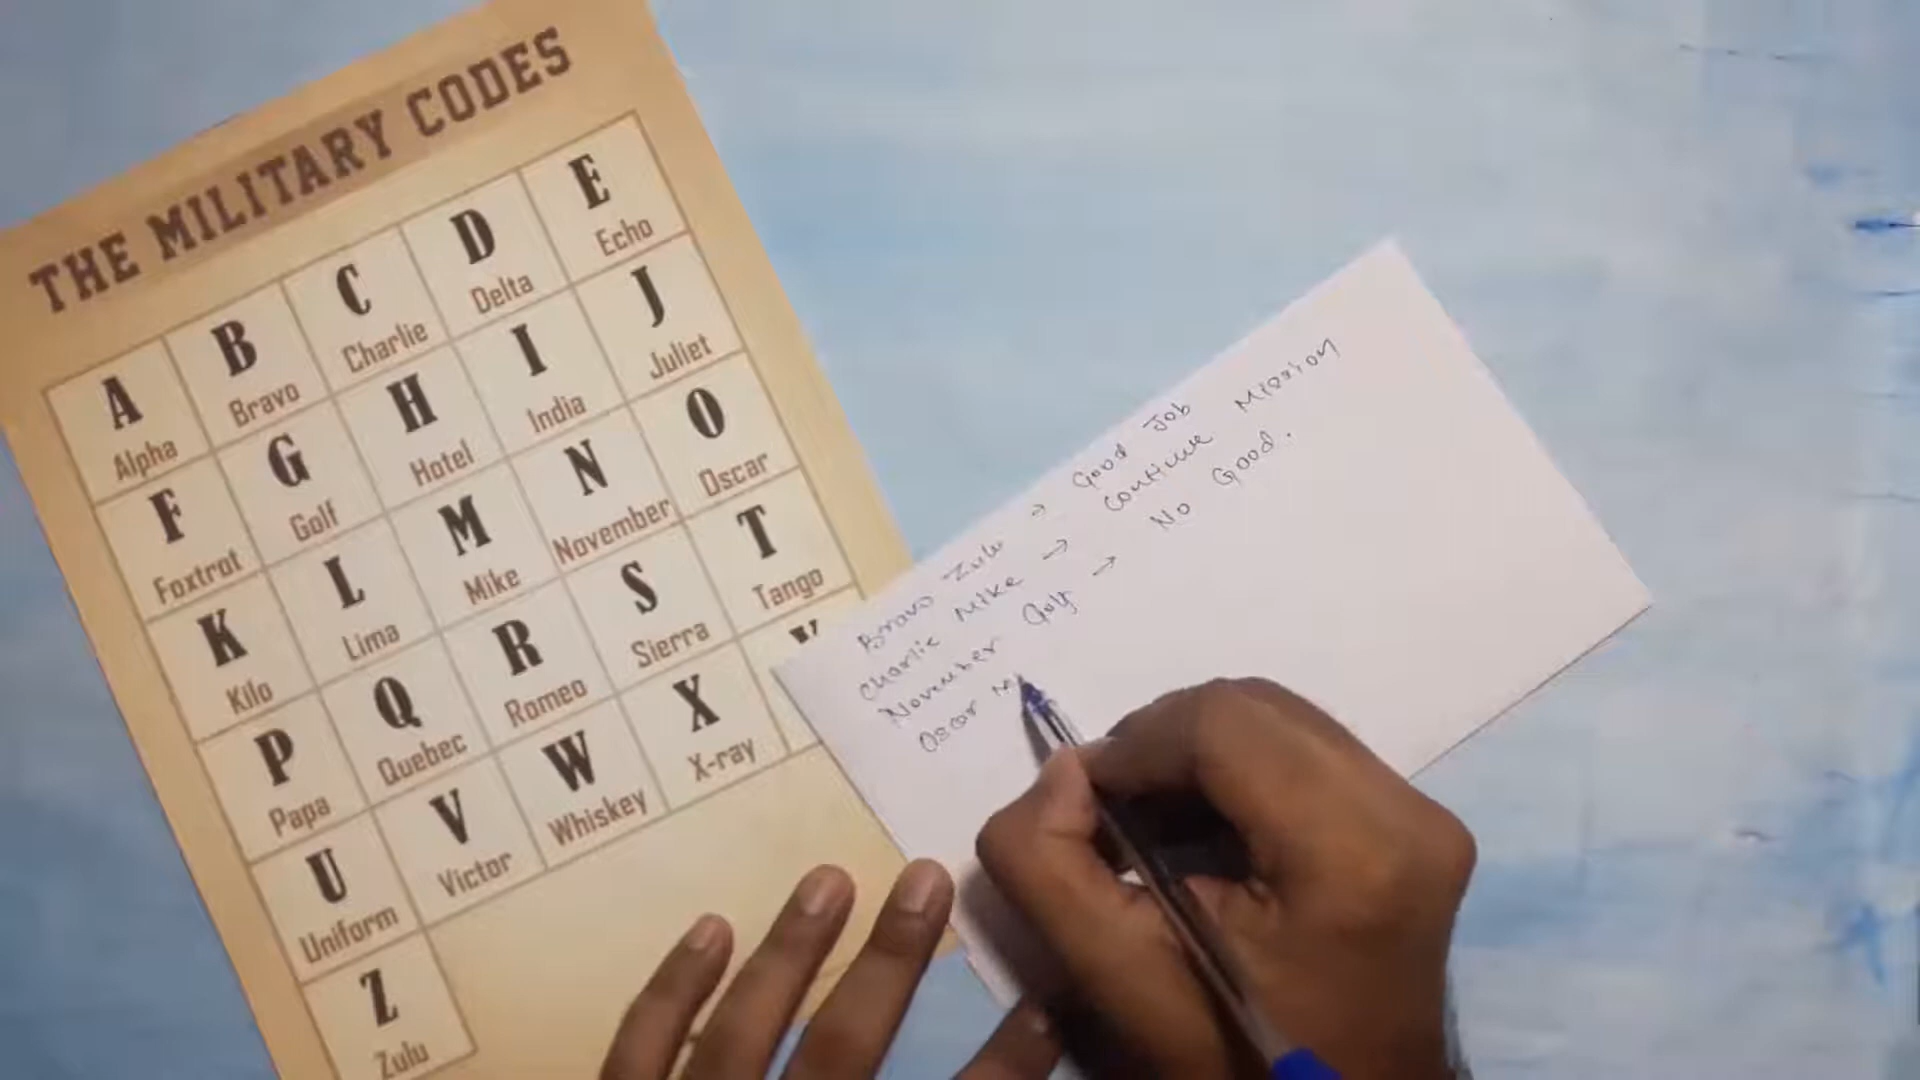 THE MILITARY CODES
A B C D E
Alpha Bravo Charlie Delta Echo
F G H I J
Foxtrot Golf Hotel India Juliet
K L M N O
Kilo Lima Mike November Oscar
P Q R S T
Papa Quebec Romeo Sierra Tango
U V W X
Uniform Victor Whiskey X-ray
Z
Zulu
Bravo Zulu → Good Job
Charlie Mike → Continue Mission
November Golf → No Good.
Oscar M